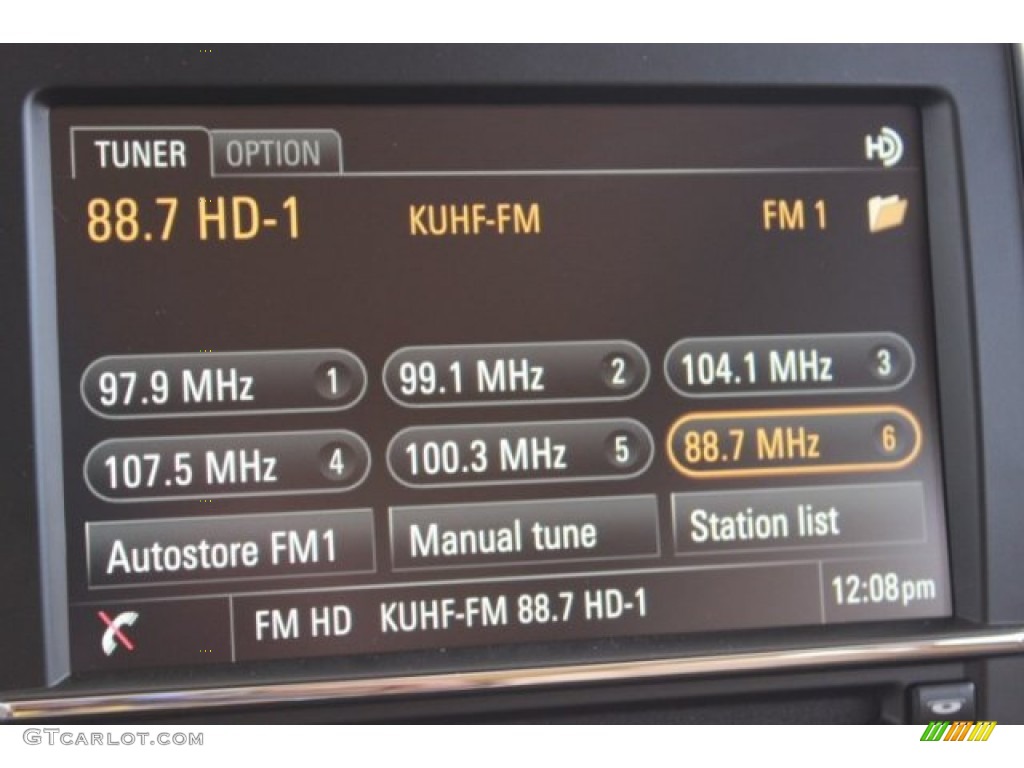 TUNER OPTION HD
88.7 HD-1 KUHF-FM FM 1
97.9 MHz 1 99.1 MHz 2 104.1 MHz 3
107.5 MHz 4 100.3 MHz 5 88.7 MHz 6
Autostore FM1 Manual tune Station list
FM HD KUHF-FM 88.7 HD-1 12:08pm
GTCARLOT.COM